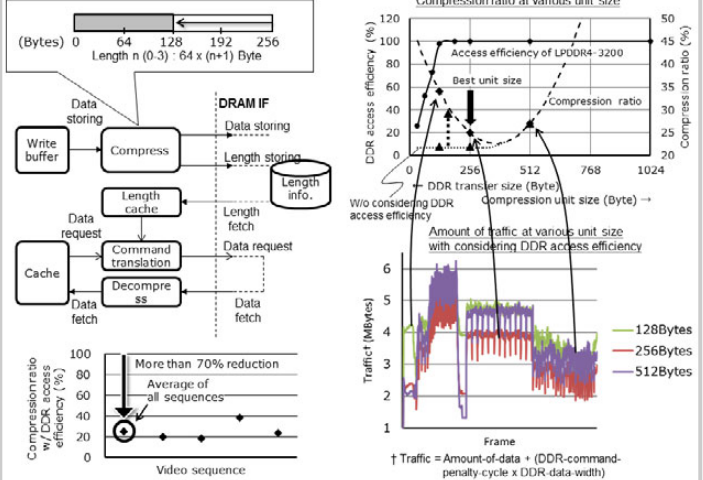 (Bytes) 0 64 128 192 256
Length n (0-3) : 64 x (n+1) Byte
Data
storing
DRAM IF
Write
buffer
Compress
Data storing
Length storing
Length
info.
Length
cache
Length
fetch
Data
request
Data request
Cache
Command
translation
Decompre
ss
Data
fetch
Data
fetch
Compression ratio
w/ DDR access
efficiency (%)
100
80
60
40
20
0
More than 70% reduction
Average of
all sequences
Video sequence
Compression ratio at various unit size
DDR access efficiency (%)
120
100
80
60
40
20
0
50
45
40
35
30
25
20
Compression ratio (%)
Access efficiency of LPDDR4-3200
Best unit size
Compression ratio
0 256 512 768 1024
← DDR transfer size (Byte)
Compression unit size (Byte) →
W/o considering DDR
access efficiency
Amount of traffic at various unit size
with considering DDR access efficiency
Traffic† (MBytes)
6
5
4
3
2
1
128Bytes
256Bytes
512Bytes
Frame
† Traffic = Amount-of-data + (DDR-command-
penalty-cycle x DDR-data-width)